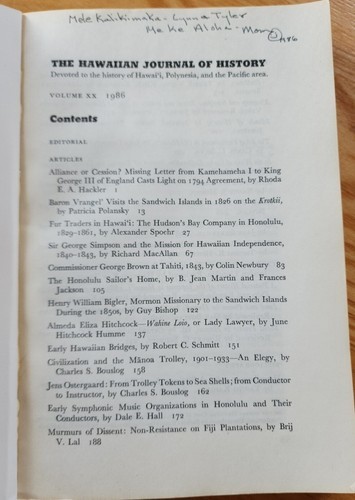 Mele Kalikimaka - Lynne Tyler
Me Ke Aloha - Mom
THE HAWAIIAN JOURNAL OF HISTORY
Devoted to the history of Hawai'i, Polynesia, and the Pacific area.
VOLUME XX 1986
Contents
EDITORIAL
ARTICLES
Alliance or Cession? Missing Letter from Kamehameha I to King
George III of England Casts Light on 1794 Agreement, by Rhoda
E. A. Hackler 1
Baron Vrangel' Visits the Sandwich Islands in 1826 on the Krotkii,
by Patricia Polansky 13
Fur Traders in Hawai'i: The Hudson's Bay Company in Honolulu,
1829–1861, by Alexander Spoehr 27
Sir George Simpson and the Mission for Hawaiian Independence,
1840–1843, by Richard MacAllan 67
Commissioner George Brown at Tahiti, 1843, by Colin Newbury 83
The Honolulu Sailor's Home, by B. Jean Martin and Frances
Jackson 105
Henry William Bigler, Mormon Missionary to the Sandwich Islands
During the 1850s, by Guy Bishop 122
Almeda Eliza Hitchcock—Wahine Loio, or Lady Lawyer, by June
Hitchcock Humme 137
Early Hawaiian Bridges, by Robert C. Schmitt 151
Civilization and the Mānoa Trolley, 1901–1933—An Elegy, by
Charles S. Bouslog 158
Jens Ostergaard: From Trolley Tokens to Sea Shells; from Conductor
to Instructor, by Charles S. Bouslog 162
Early Symphonic Music Organizations in Honolulu and Their
Conductors, by Dale E. Hall 172
Murmurs of Dissent: Non-Resistance on Fiji Plantations, by Brij
V. Lal 188